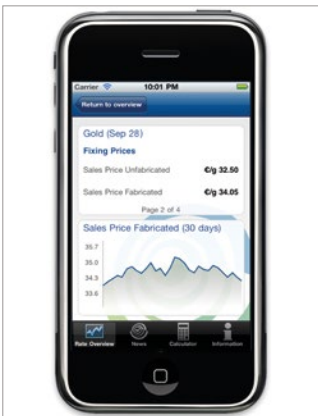 Carrier 10:01 PM
Return to overview
Gold (Sep 28)
Fixing Prices
Sales Price Unfabricated €/g 32.50
Sales Price Fabricated €/g 34.05
Page 2 of 4
Sales Price Fabricated (30 days)
35.7
35.0
34.3
33.6
Rate Overview News Calculator Information